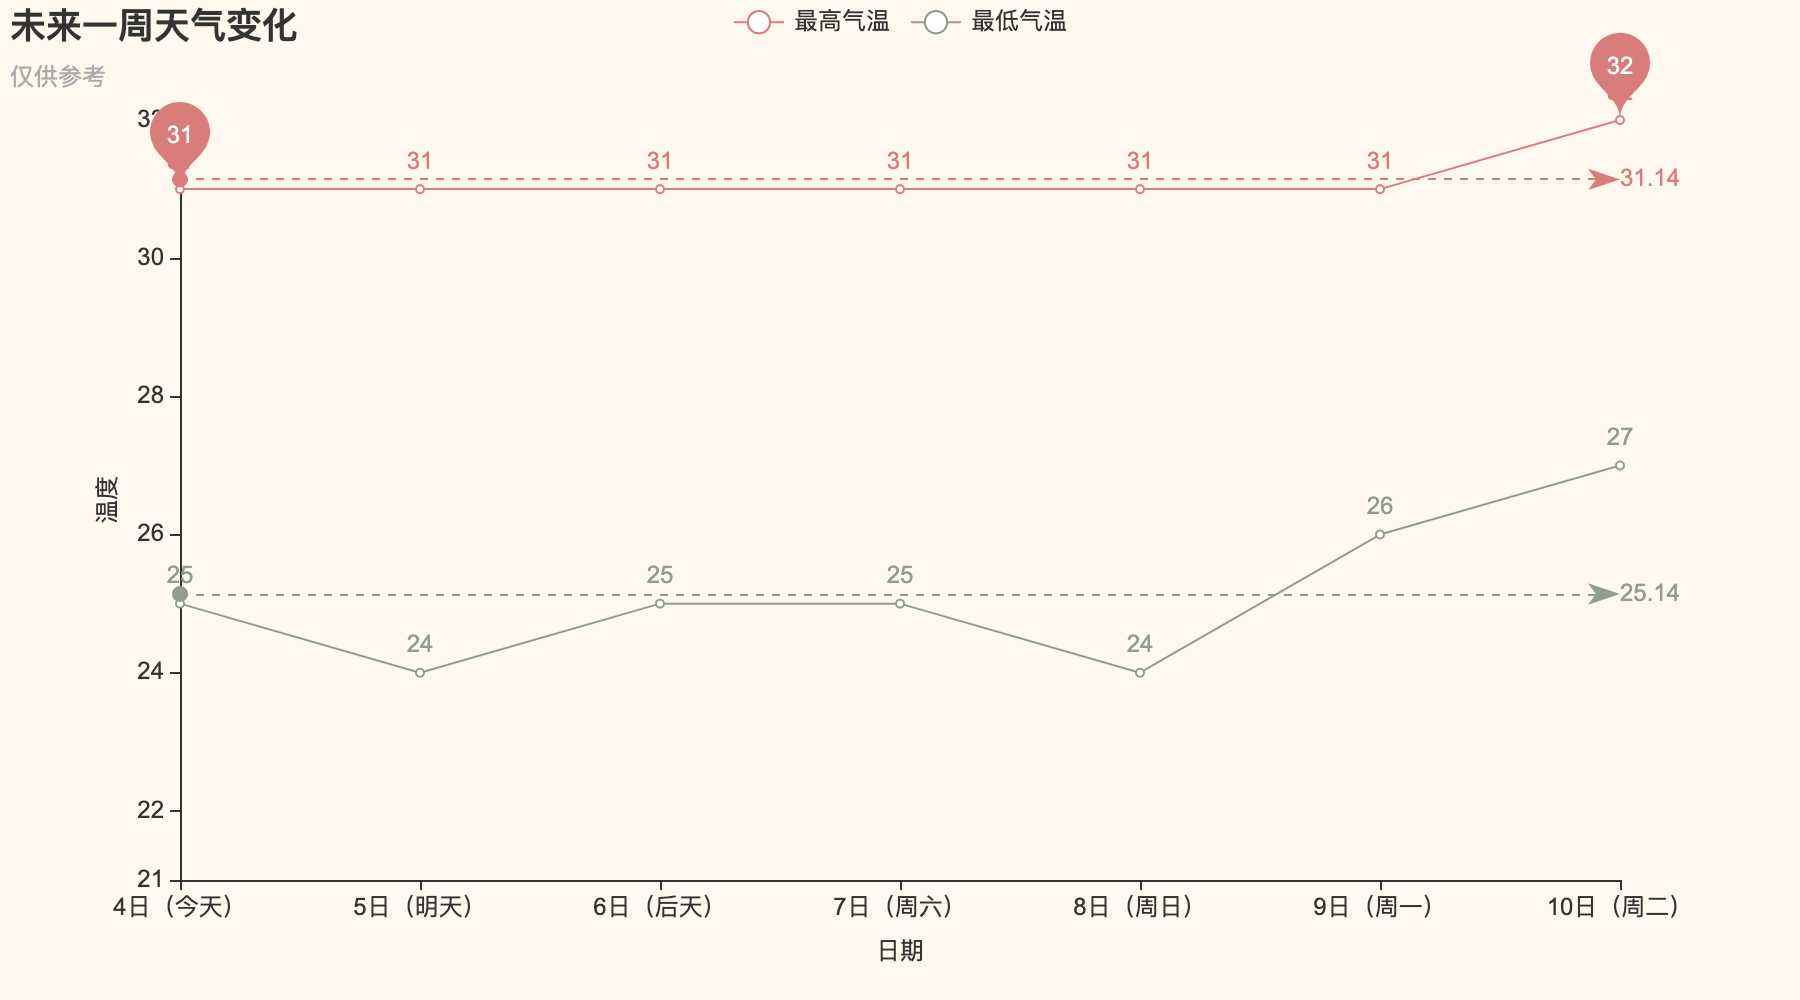 未来一周天气变化
仅供参考
最高气温
最低气温
32
31
31
31
31
31
31
31.14
30
28
26
24
22
21
温度
25
24
25
25
24
26
27
25.14
4日（今天）
5日（明天）
6日（后天）
7日（周六）
8日（周日）
9日（周一）
10日（周二）
日期